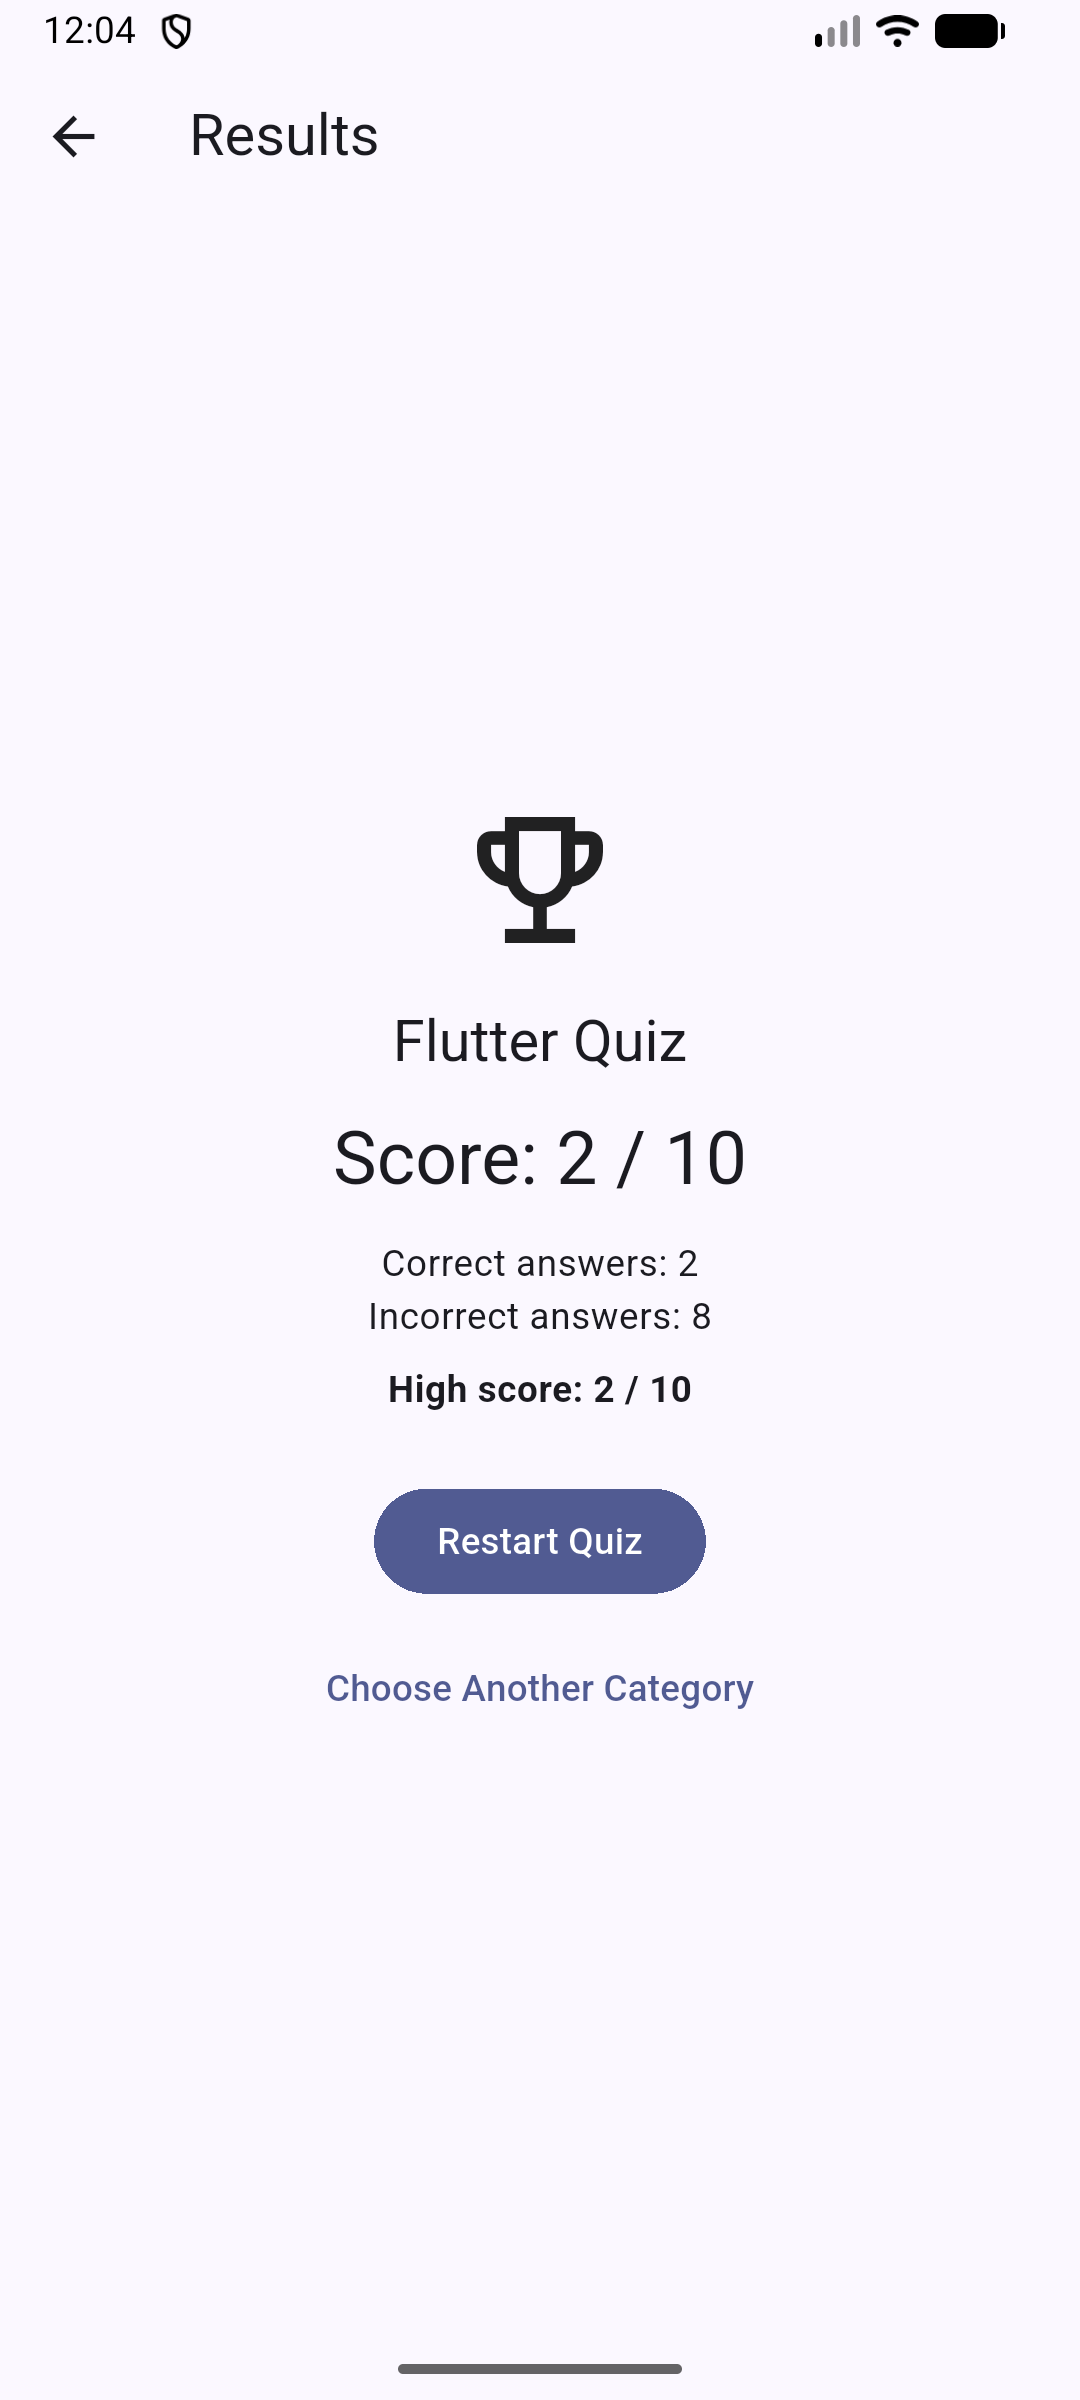 12:04
Results
Flutter Quiz
Score: 2 / 10
Correct answers: 2
Incorrect answers: 8
High score: 2 / 10
Restart Quiz
Choose Another Category